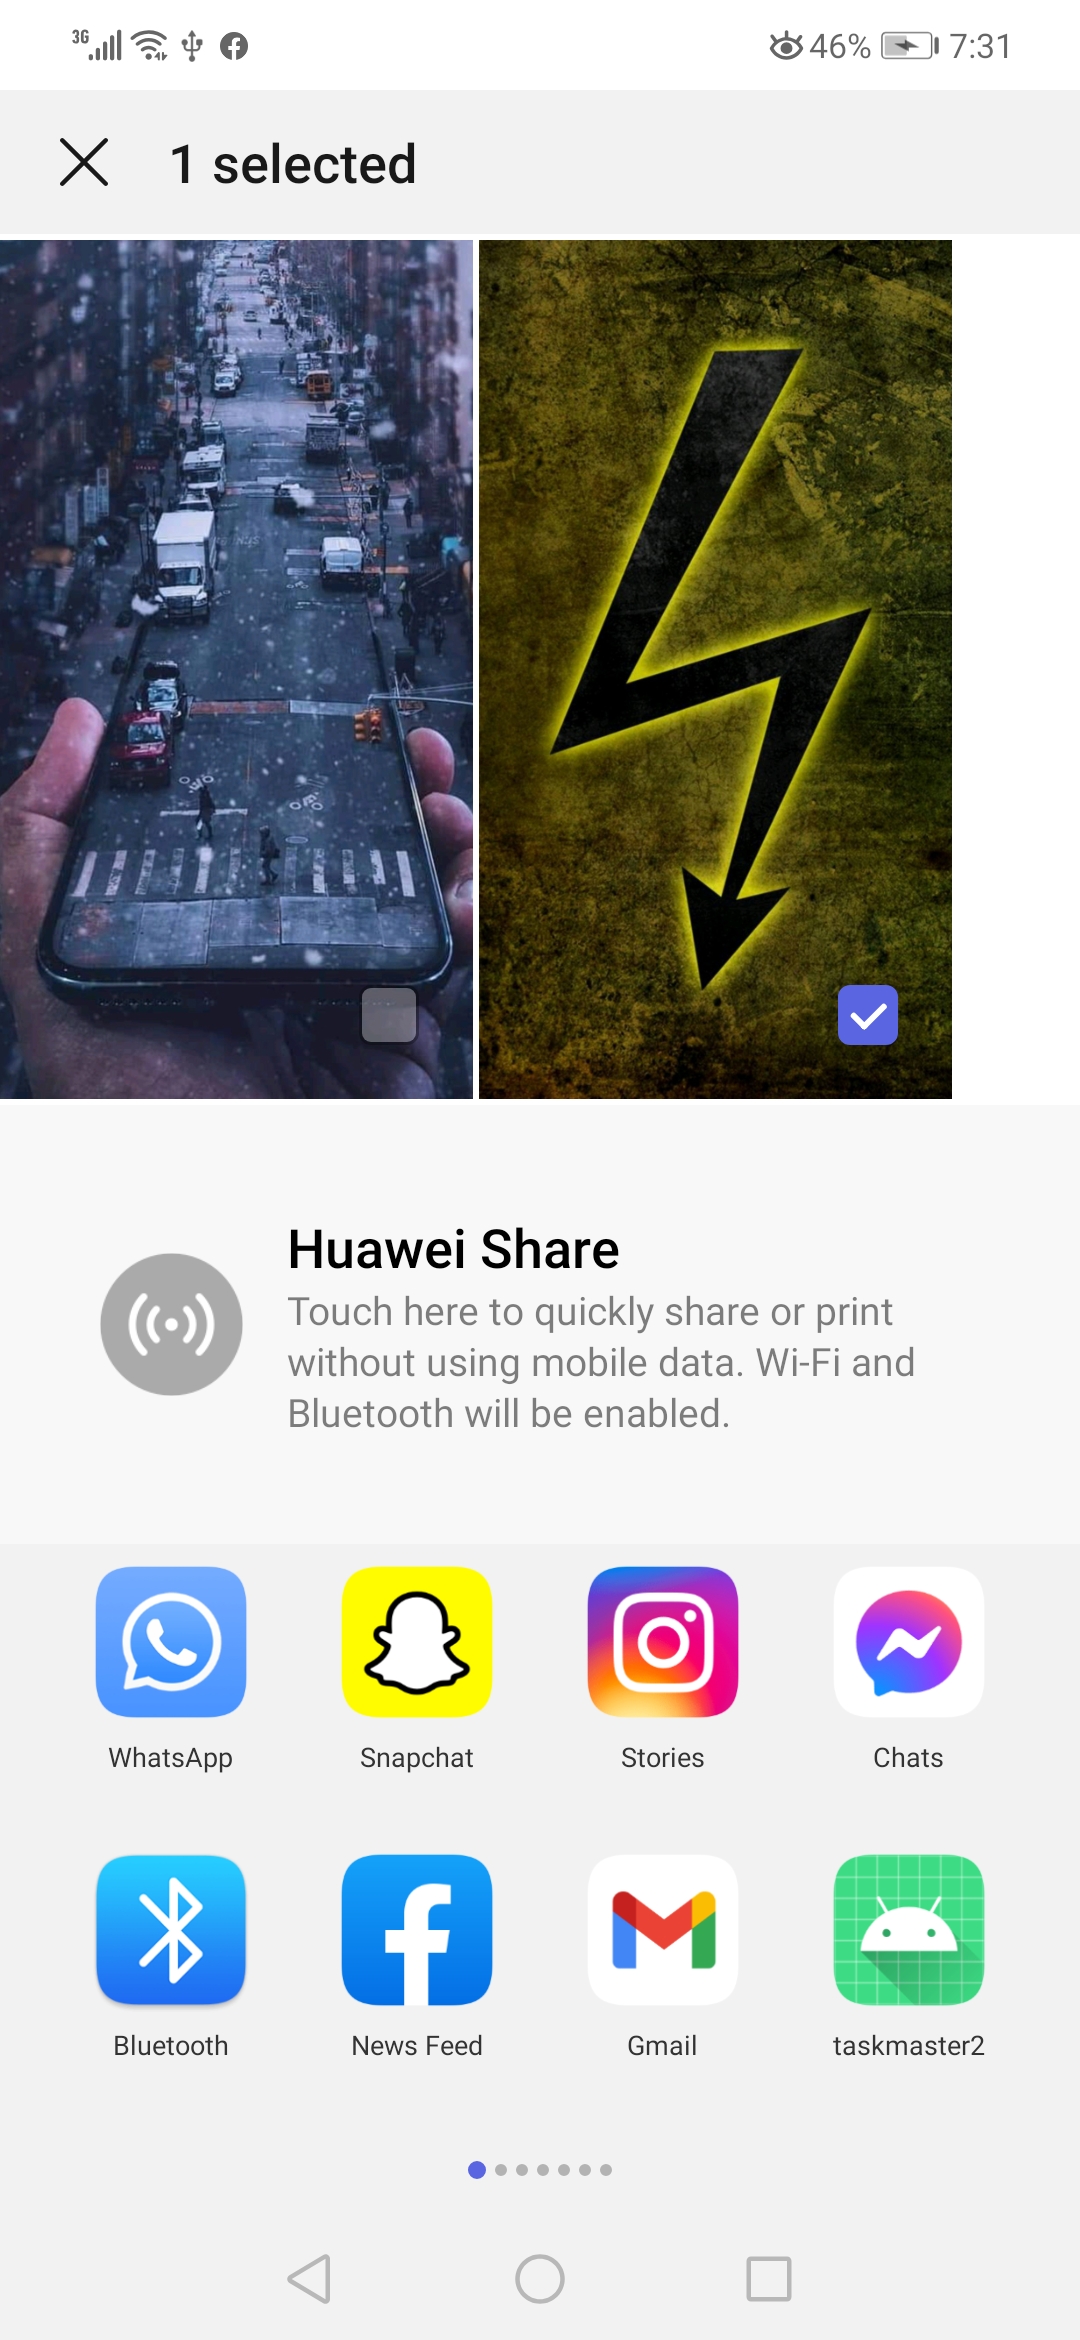 3G 46% 7:31
1 selected
Huawei Share
Touch here to quickly share or print
without using mobile data. Wi-Fi and
Bluetooth will be enabled.
WhatsApp Snapchat Stories Chats
Bluetooth News Feed Gmail taskmaster2